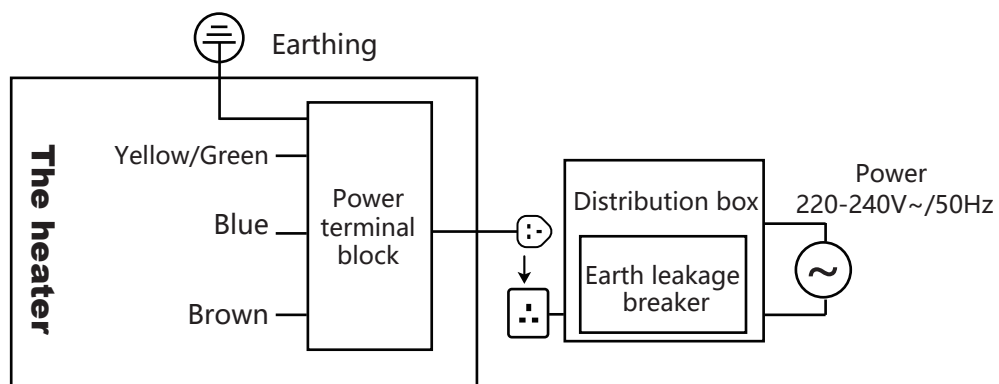 Earthing
The heater
Yellow/Green
Blue
Brown
Power
terminal
block
Distribution box
Earth leakage
breaker
Power
220-240V~/50Hz
~